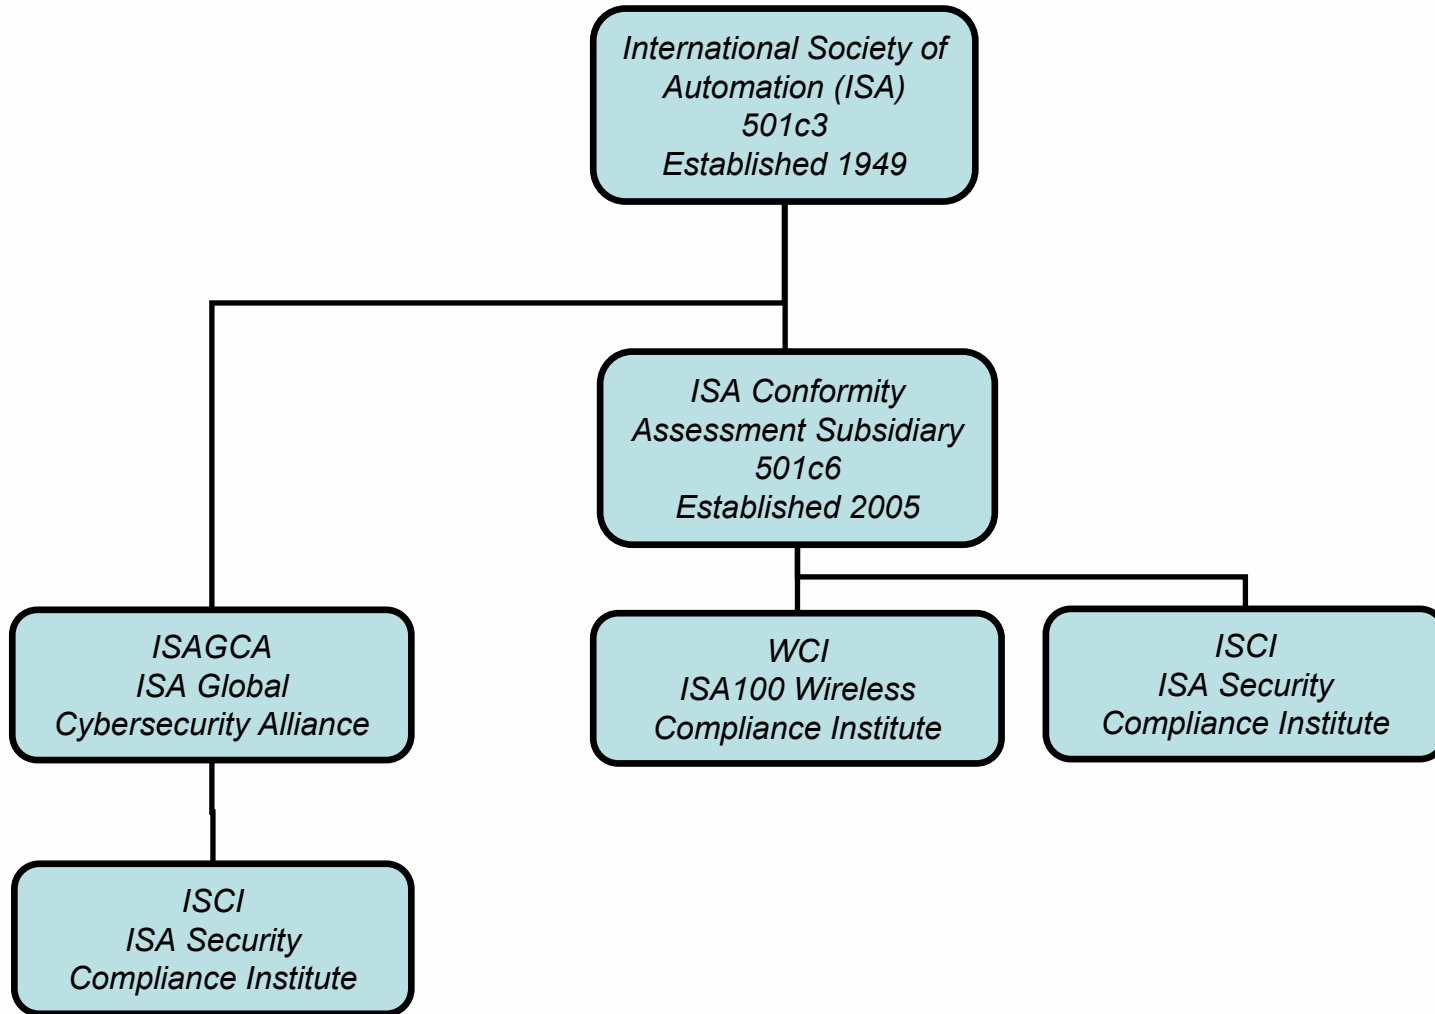 International Society of
Automation (ISA)
501c3
Established 1949
ISA Conformity
Assessment Subsidiary
501c6
Established 2005
ISAGCA
ISA Global
Cybersecurity Alliance
WCI
ISA100 Wireless
Compliance Institute
ISCI
ISA Security
Compliance Institute
ISCI
ISA Security
Compliance Institute